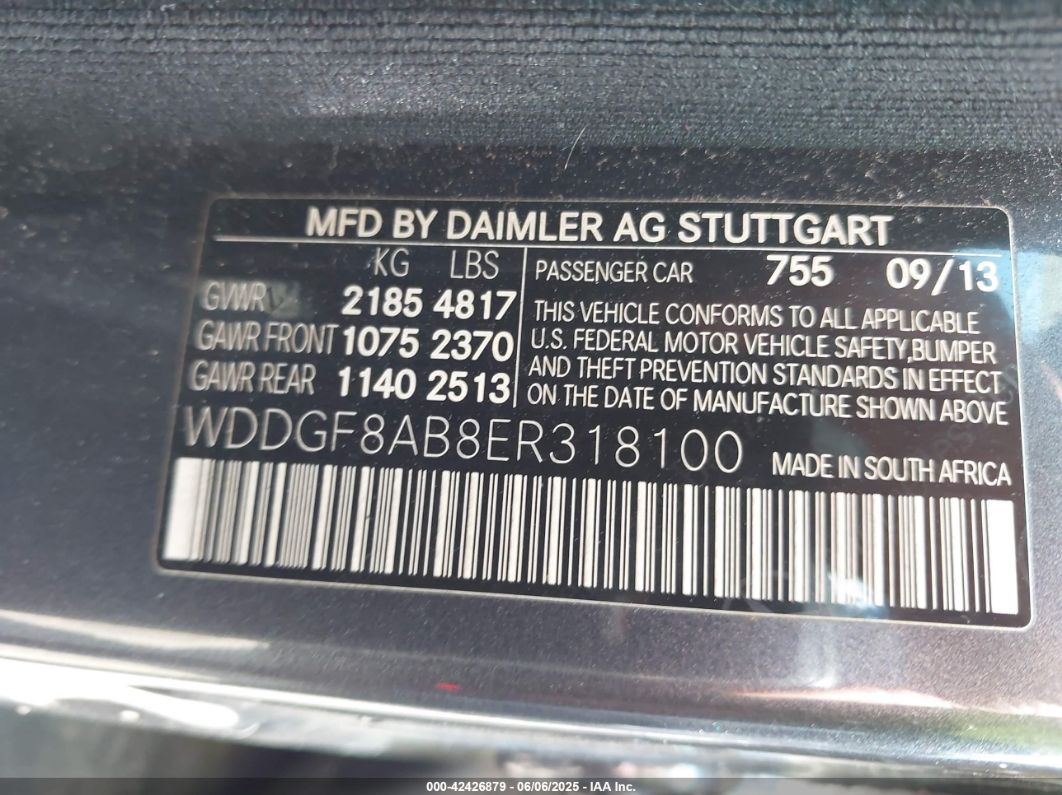 MFD BY DAIMLER AG STUTTGART
KG LBS
GVWR 2185 4817
GAWR FRONT 1075 2370
GAWR REAR 1140 2513
PASSENGER CAR 755 09/13
THIS VEHICLE CONFORMS TO ALL APPLICABLE
U.S. FEDERAL MOTOR VEHICLE SAFETY,BUMPER
AND THEFT PREVENTION STANDARDS IN EFFECT
ON THE DATE OF MANUFACTURE SHOWN ABOVE
WDDGF8AB8ER318100
MADE IN SOUTH AFRICA
000-42426879 - 06/06/2025 - IAA Inc.